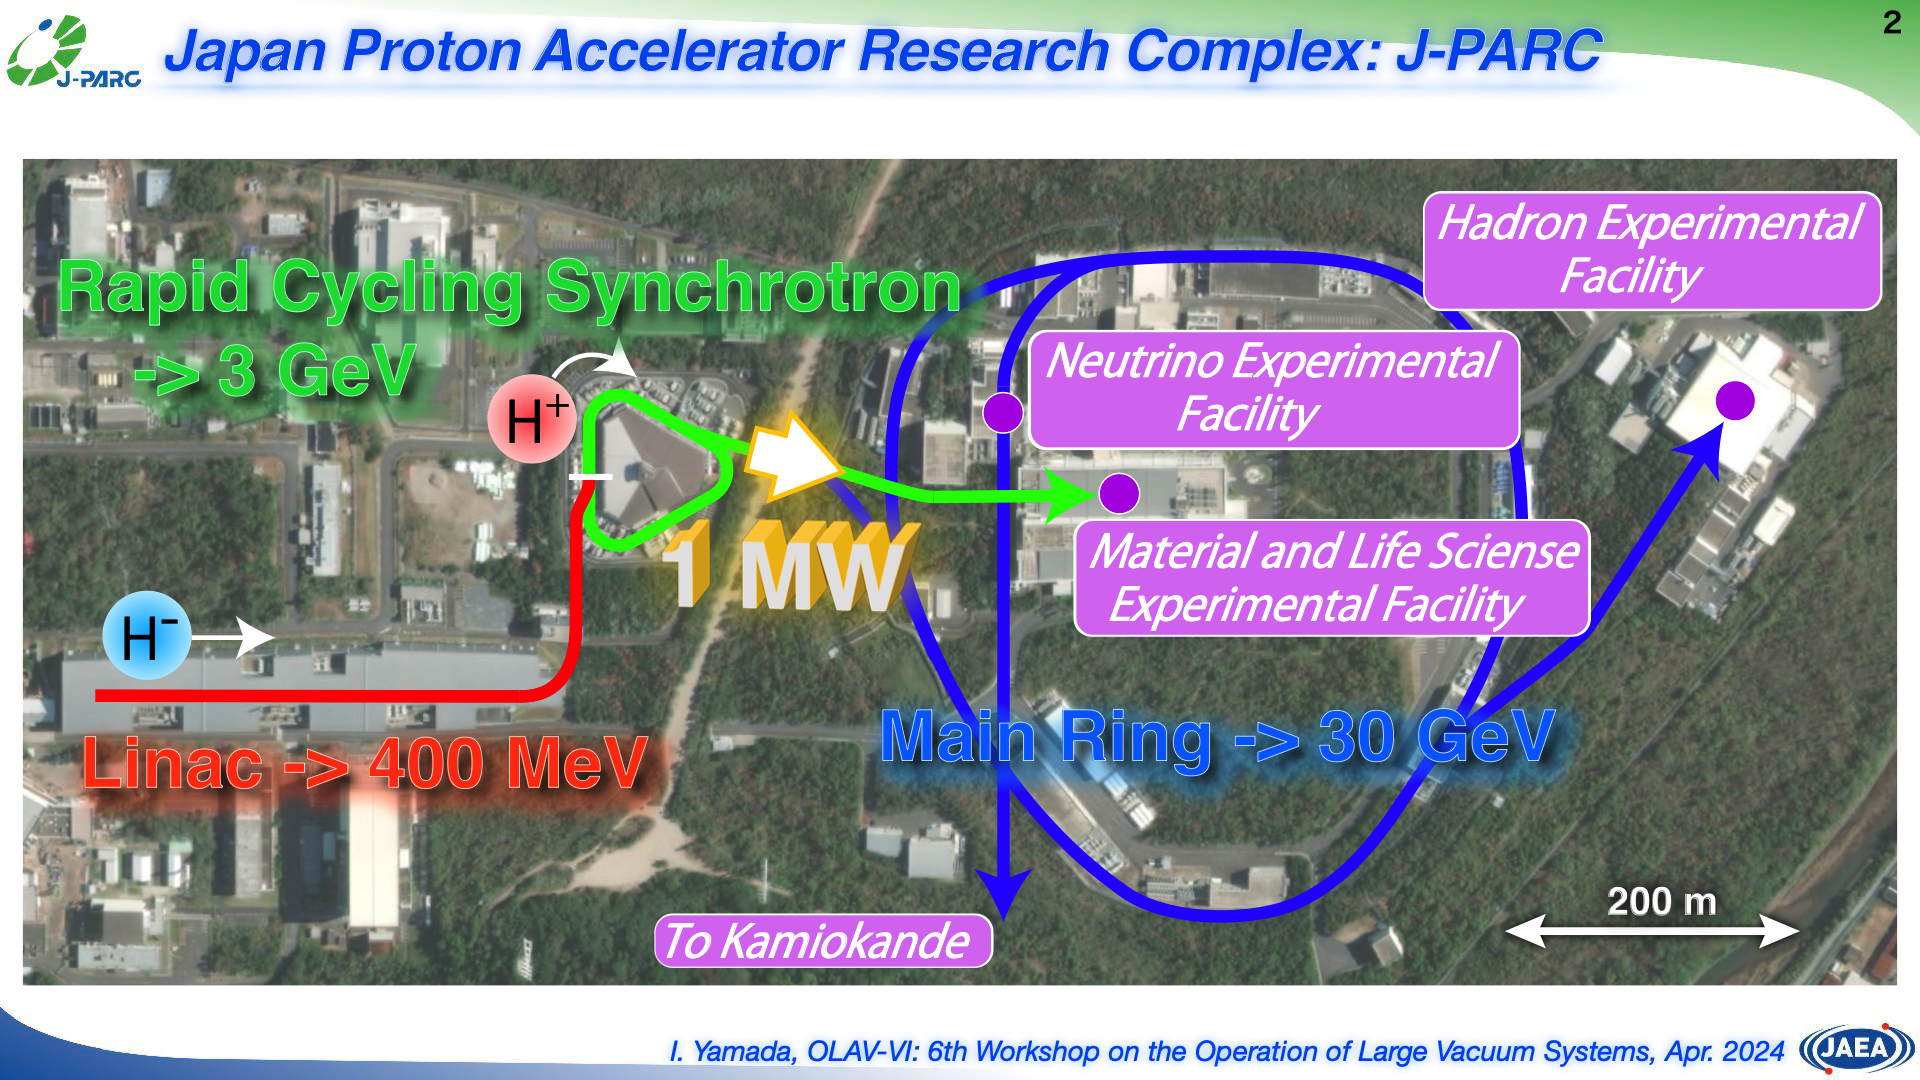 2
J-PARC
Japan Proton Accelerator Research Complex: J-PARC
Hadron Experimental
Facility
Rapid Cycling Synchrotron
-> 3 GeV
Neutrino Experimental
Facility
H+
1 MW
Material and Life Sciense
Experimental Facility
H-
Linac -> 400 MeV
Main Ring -> 30 GeV
200 m
To Kamiokande
I. Yamada, OLAV-VI: 6th Workshop on the Operation of Large Vacuum Systems, Apr. 2024
JAEA